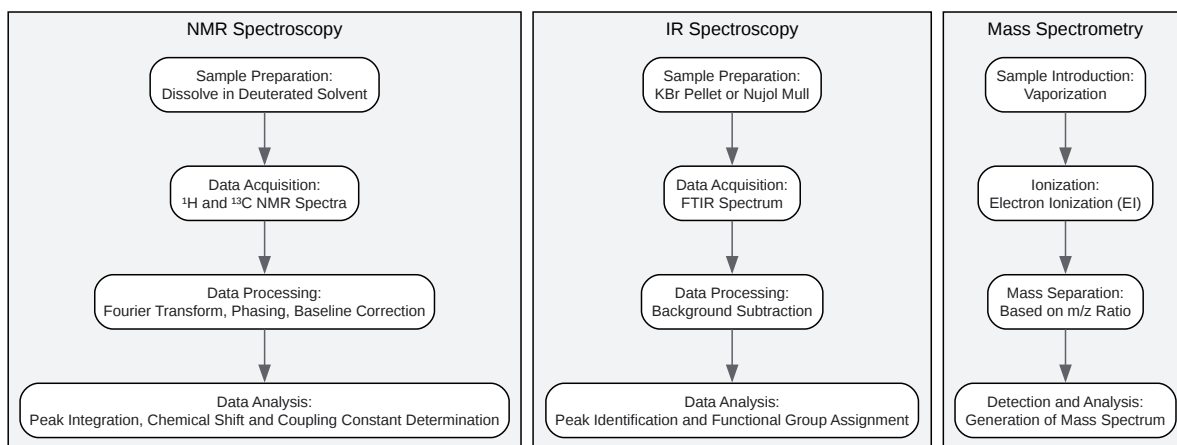 NMR Spectroscopy
Sample Preparation:
Dissolve in Deuterated Solvent
Data Acquisition:
¹H and ¹³C NMR Spectra
Data Processing:
Fourier Transform, Phasing, Baseline Correction
Data Analysis:
Peak Integration, Chemical Shift and Coupling Constant Determination
IR Spectroscopy
Sample Preparation:
KBr Pellet or Nujol Mull
Data Acquisition:
FTIR Spectrum
Data Processing:
Background Subtraction
Data Analysis:
Peak Identification and Functional Group Assignment
Mass Spectrometry
Sample Introduction:
Vaporization
Ionization:
Electron Ionization (EI)
Mass Separation:
Based on m/z Ratio
Detection and Analysis:
Generation of Mass Spectrum